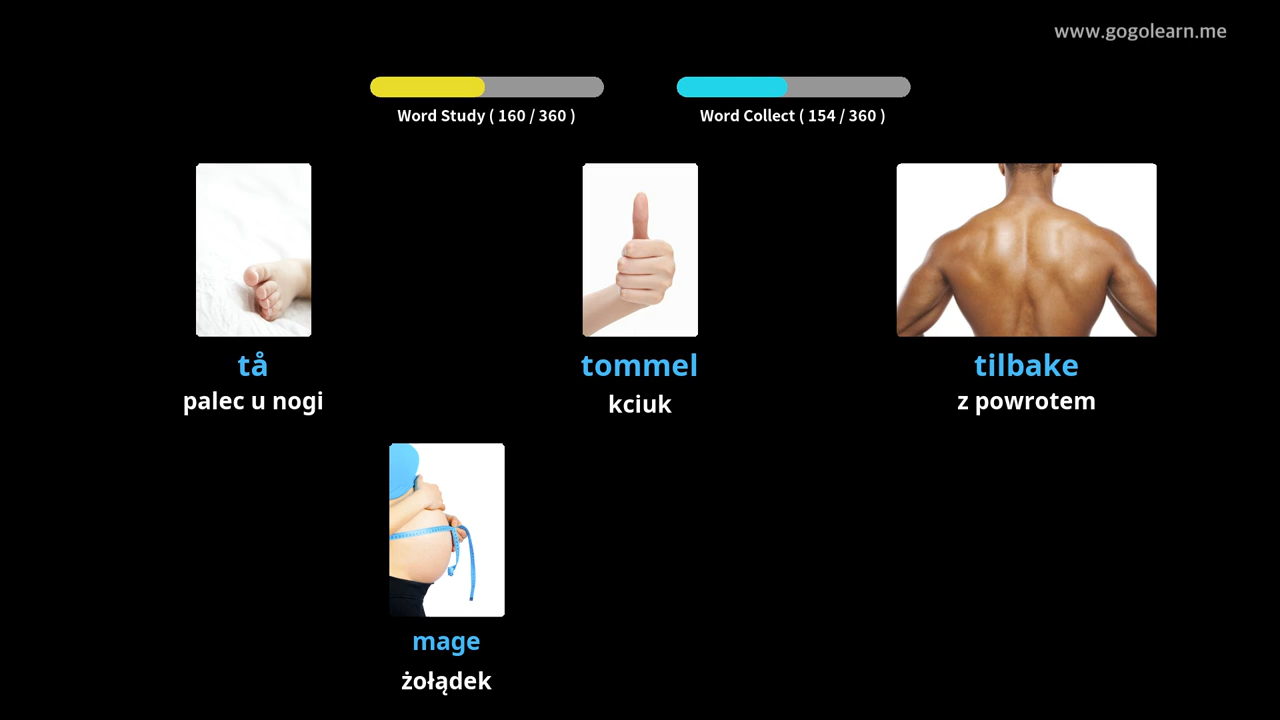 www.gogolearn.me
Word Study ( 160 / 360 )
Word Collect ( 154 / 360 )
tå
palec u nogi
tommel
kciuk
tilbake
z powrotem
mage
żołądek